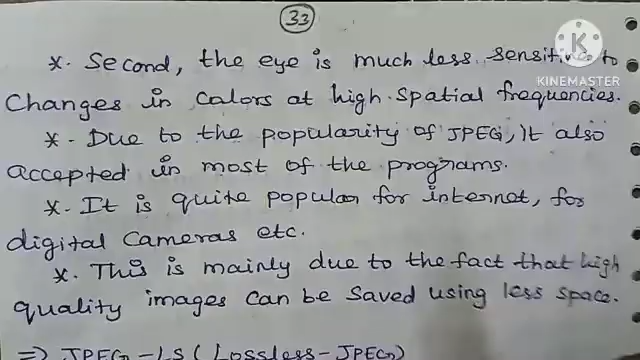 33
*. Second, the eye is much less sensitive to
Changes in Colors at high spatial frequencies.
*. Due to the popularity of JPEG, It also
accepted in most of the programs.
*. It is quite popular for internet, for
digital Cameras etc.
*. This is mainly due to the fact that high
quality images Can be Saved using less space.
=> JPEG-LS (Lossless-JPEG)
KINEMASTER